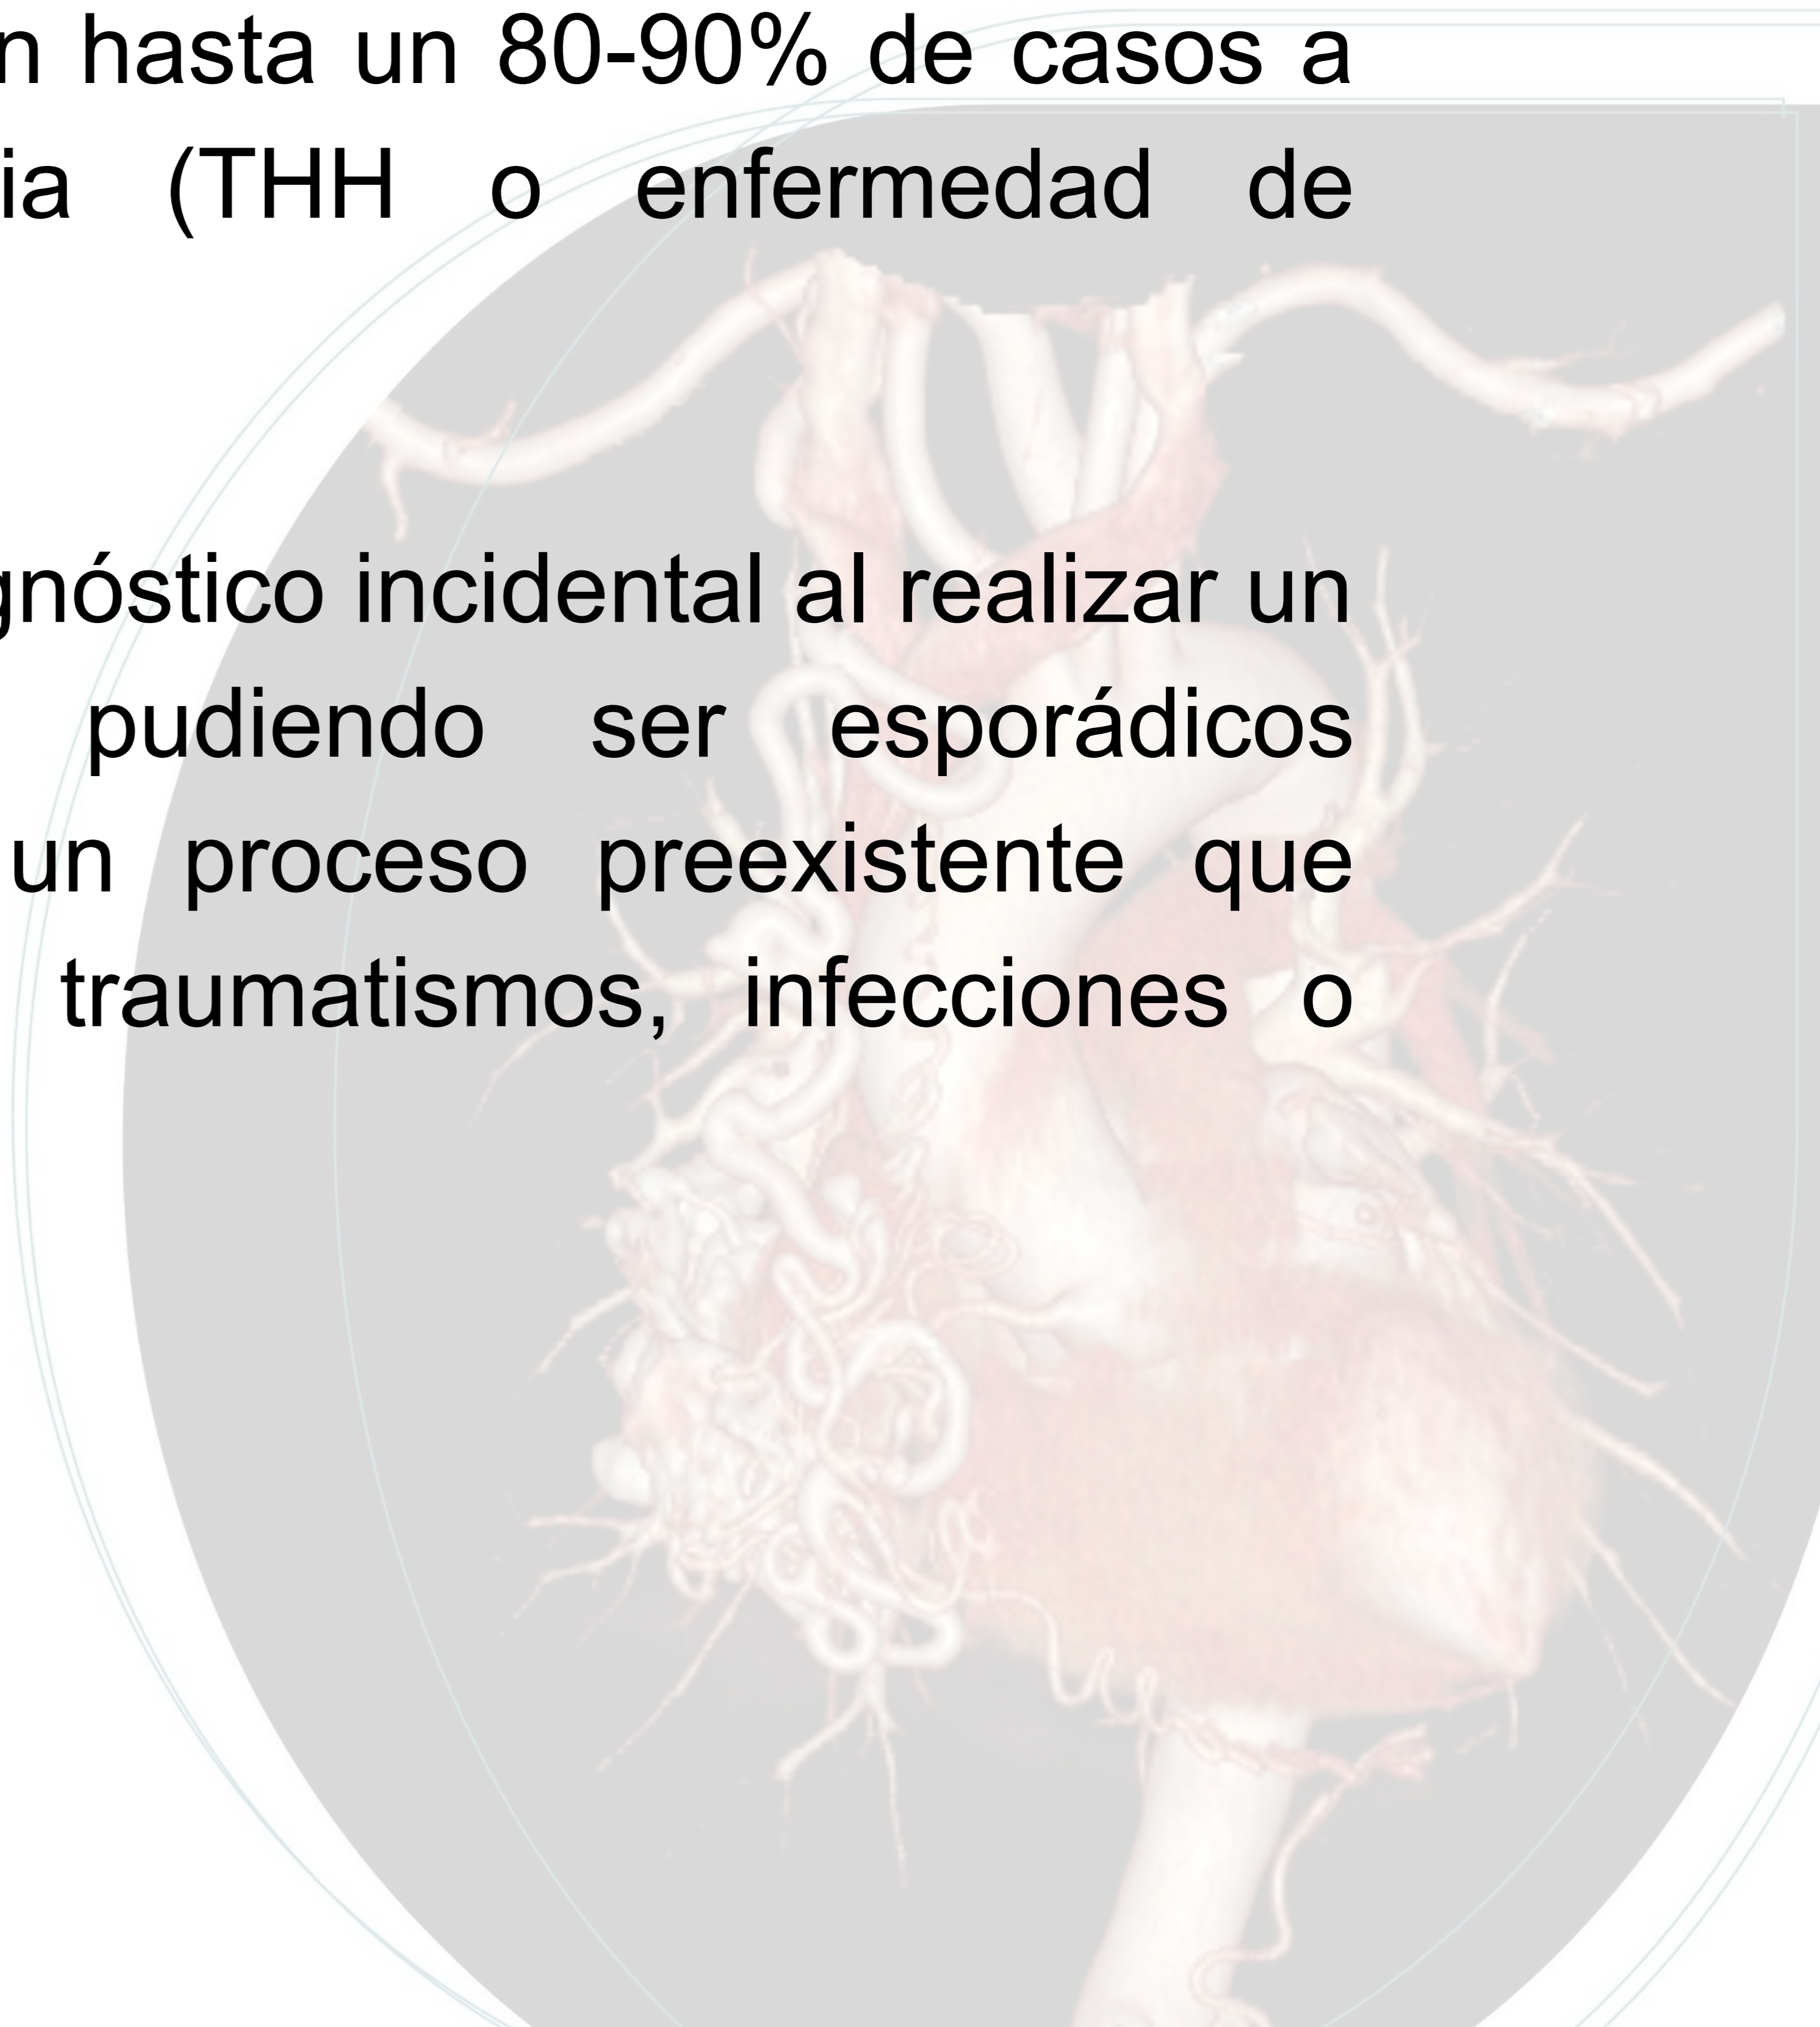 n hasta un 80-90% de casos a
ia (THH o enfermedad de
gnóstico incidental al realizar un
pudiendo ser esporádicos
un proceso preexistente que
traumatismos, infecciones o